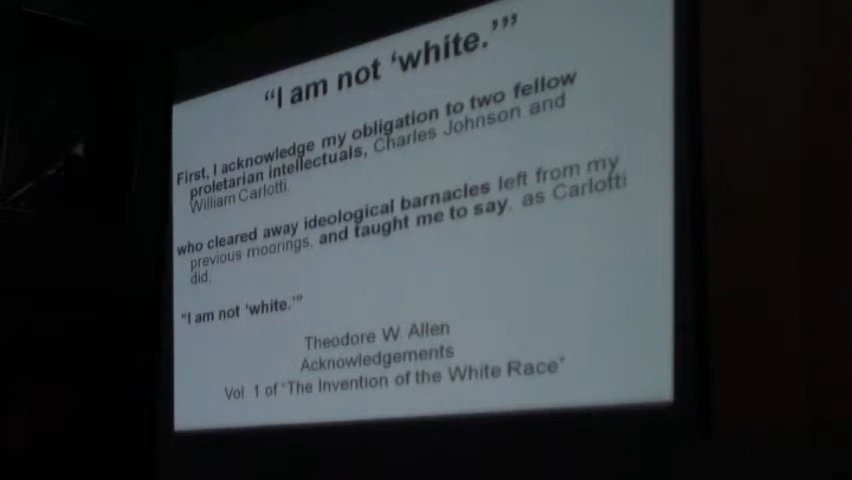 “I am not ‘white.’”
First, I acknowledge my obligation to two fellow
proletarian intellectuals, Charles Johnson and
William Carlotti,
who cleared away ideological barnacles left from my
previous moorings, and taught me to say, as Carlotti
did,
“I am not ‘white.’”
Theodore W. Allen
Acknowledgements
Vol. 1 of “The Invention of the White Race”